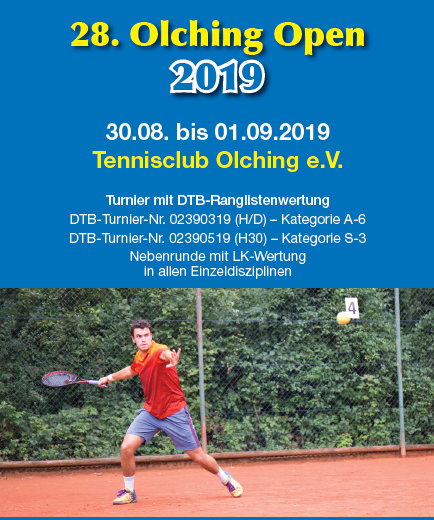 28. Olching Open
2019
30.08. bis 01.09.2019
Tennisclub Olching e.V.
Turnier mit DTB-Ranglistenwertung
DTB-Turnier-Nr. 02390319 (H/D) – Kategorie A-6
DTB-Turnier-Nr. 02390519 (H30) – Kategorie S-3
Nebenrunde mit LK-Wertung
in allen Einzeldisziplinen
4